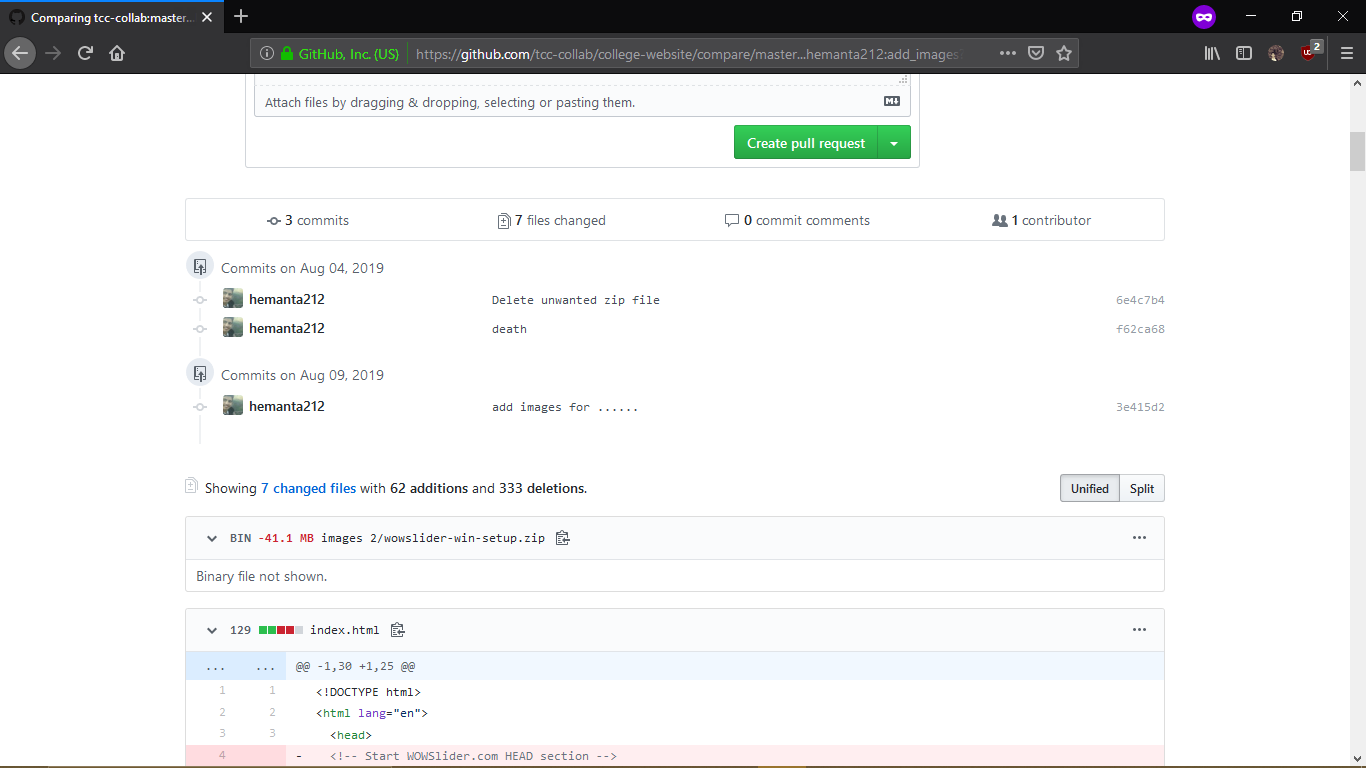 Comparing tcc-collab:master...
GitHub, Inc. (US) https://github.com/tcc-collab/college-website/compare/master...hemanta212:add_images
2
Attach files by dragging & dropping, selecting or pasting them.
Create pull request
3 commits 7 files changed 0 commit comments 1 contributor
Commits on Aug 04, 2019
hemanta212 Delete unwanted zip file 6e4c7b4
hemanta212 death f62ca68
Commits on Aug 09, 2019
hemanta212 add images for ...... 3e415d2
Showing 7 changed files with 62 additions and 333 deletions. Unified Split
BIN -41.1 MB images 2/wowslider-win-setup.zip ...
Binary file not shown.
129 index.html ...
... ... @@ -1,30 +1,25 @@
1 1 <!DOCTYPE html>
2 2 <html lang="en">
3 3 <head>
4 - <!-- Start WOWSlider.com HEAD section -->